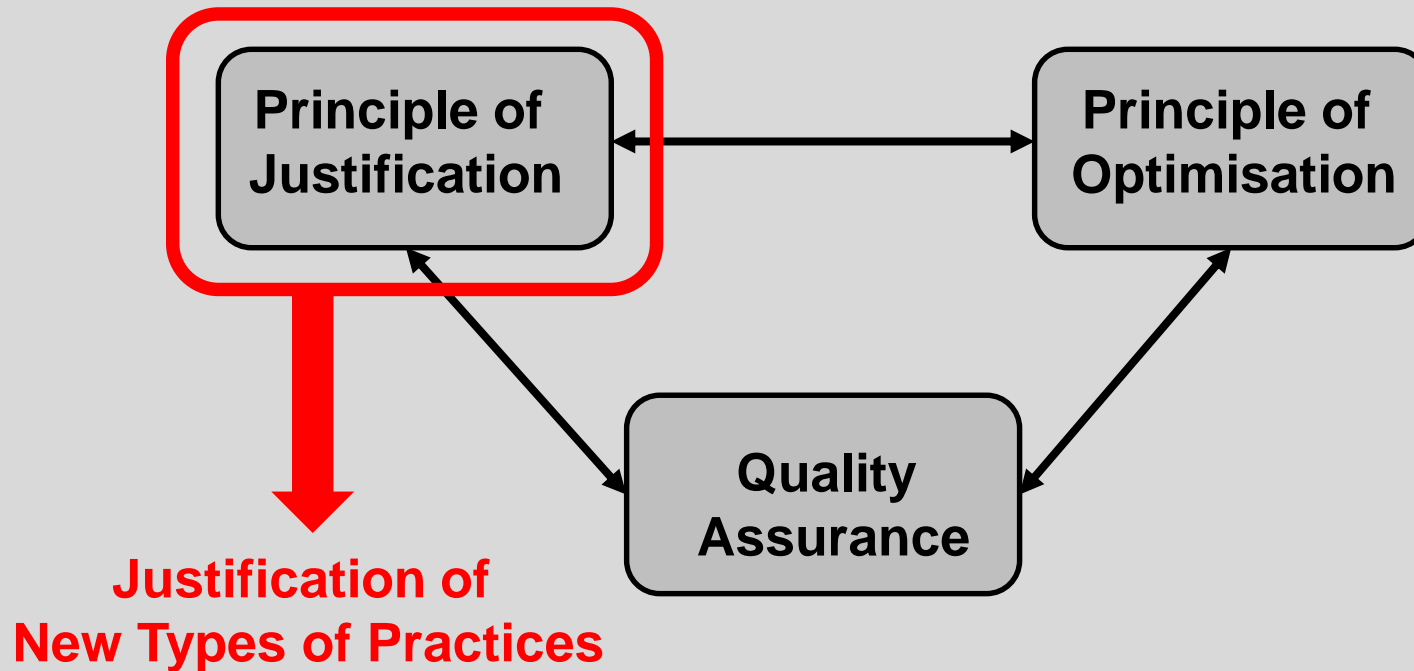 Principle of
Justification
Principle of
Optimisation
Quality
Assurance
Justification of
New Types of Practices